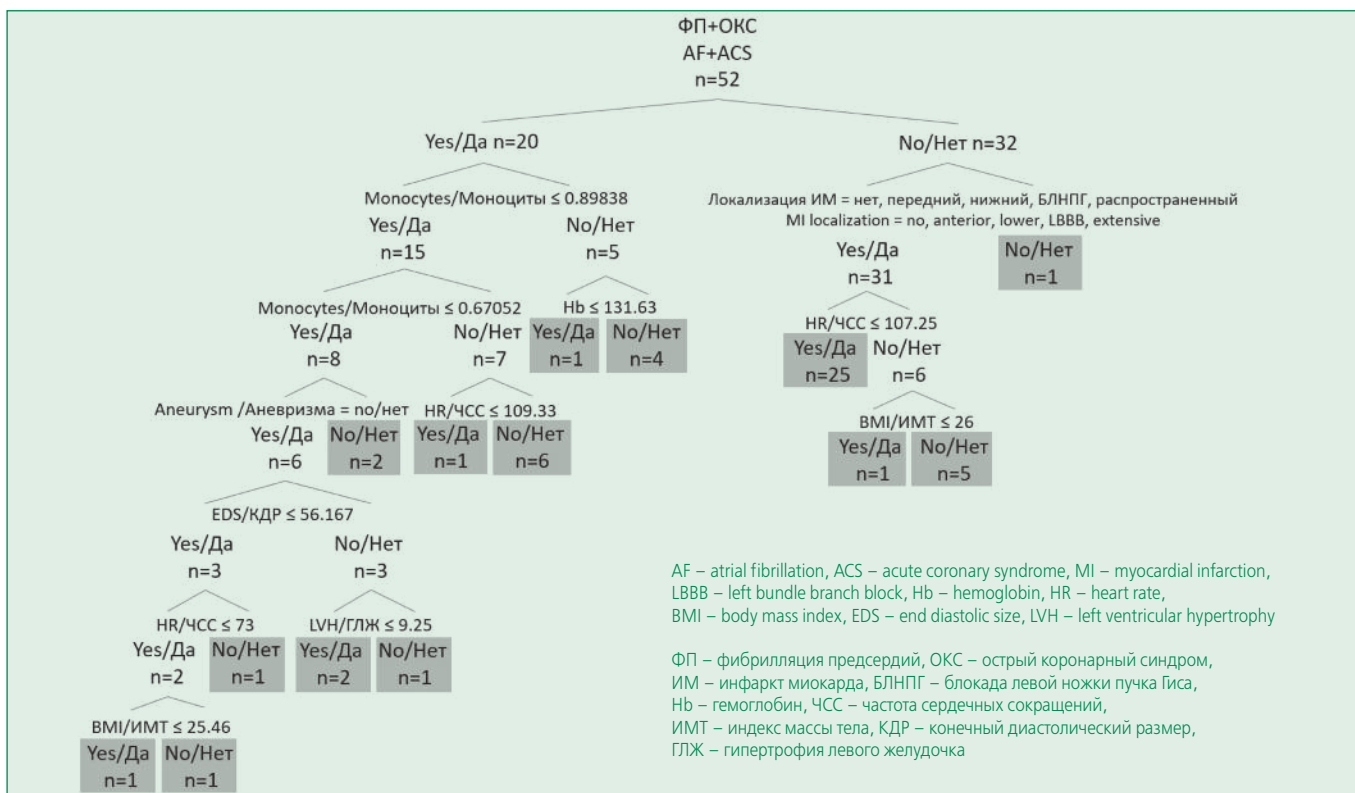 ФП+ОКС
AF+ACS
n=52
Yes/Да n=20
No/Нет n=32
Monocytes/Моноциты ≤ 0.89838
Yes/Да
n=15
No/Нет
n=5
Локализация ИМ = нет, передний, нижний, БЛНПГ, распространенный
MI localization = no, anterior, lower, LBBB, extensive
Yes/Да
n=31
No/Нет
n=1
Monocytes/Моноциты ≤ 0.67052
Yes/Да
n=8
No/Нет
n=7
Hb ≤ 131.63
Yes/Да
n=1
No/Нет
n=4
HR/ЧСС ≤ 107.25
Yes/Да
n=25
No/Нет
n=6
Aneurysm /Аневризма = no/нет
Yes/Да
n=6
No/Нет
n=2
HR/ЧСС ≤ 109.33
Yes/Да
n=1
No/Нет
n=6
BMI/ИМТ ≤ 26
Yes/Да
n=1
No/Нет
n=5
EDS/КДР ≤ 56.167
Yes/Да
n=3
No/Нет
n=3
HR/ЧСС ≤ 73
Yes/Да
n=2
No/Нет
n=1
LVH/ГЛЖ ≤ 9.25
Yes/Да
n=2
No/Нет
n=1
BMI/ИМТ ≤ 25.46
Yes/Да
n=1
No/Нет
n=1
AF – atrial fibrillation, ACS – acute coronary syndrome, MI – myocardial infarction,
LBBB – left bundle branch block, Hb – hemoglobin, HR – heart rate,
BMI – body mass index, EDS – end diastolic size, LVH – left ventricular hypertrophy
ФП – фибрилляция предсердий, ОКС – острый коронарный синдром,
ИМ – инфаркт миокарда, БЛНПГ – блокада левой ножки пучка Гиса,
Hb – гемоглобин, ЧСС – частота сердечных сокращений,
ИМТ – индекс массы тела, КДР – конечный диастолический размер,
ГЛЖ – гипертрофия левого желудочка